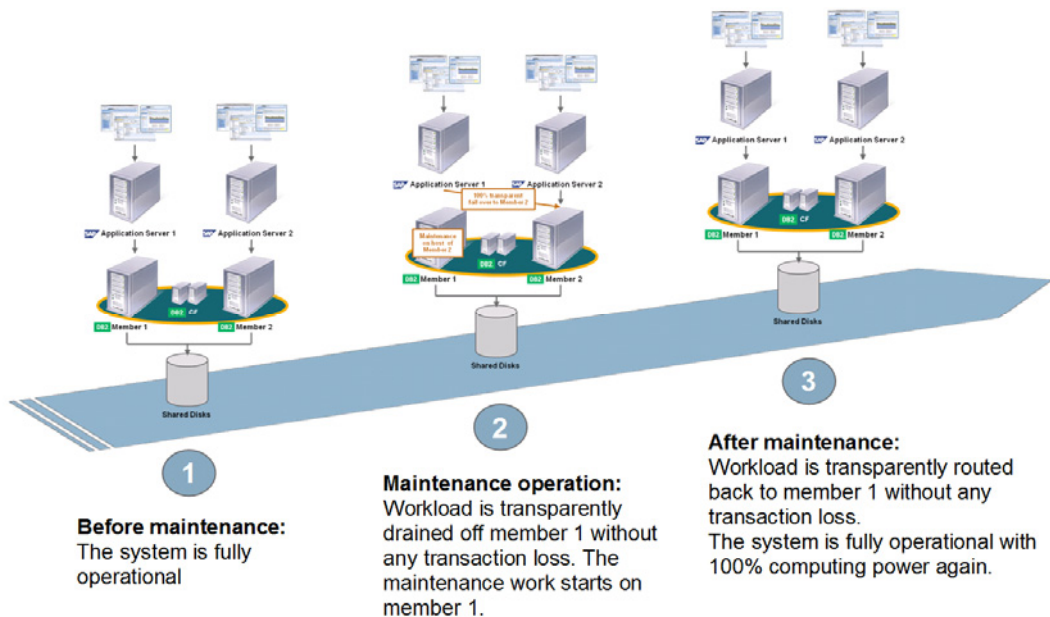 SAP Application Server 1
SAP Application Server 2
DB2 CF
DB2 Member 1
DB2 Member 2
Shared Disks
1
Before maintenance:
The system is fully
operational
SAP Application Server 1
SAP Application Server 2
100% transparent
fail over to Member 2
Maintenance
on host of
Member 2
DB2 CF
DB2 Member 1
DB2 Member 2
Shared Disks
2
Maintenance operation:
Workload is transparently
drained off member 1 without
any transaction loss. The
maintenance work starts on
member 1.
SAP Application Server 1
SAP Application Server 2
DB2 CF
DB2 Member 1
DB2 Member 2
Shared Disks
3
After maintenance:
Workload is transparently routed
back to member 1 without any
transaction loss.
The system is fully operational with
100% computing power again.